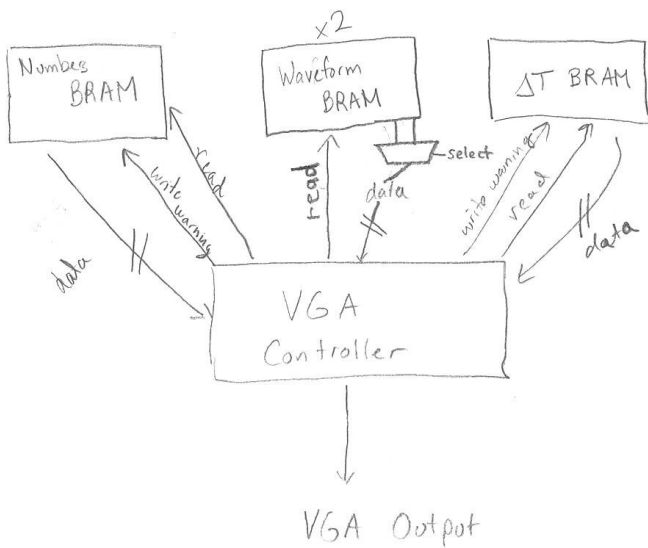 x2
Number
BRAM
Waveform
BRAM
ΔT BRAM
select
read
write warning
data
read
data
write warning
read
data
VGA
Controller
VGA Output